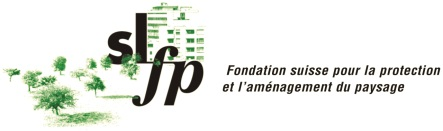 sl
fp
Fondation suisse pour la protection
et l'aménagement du paysage